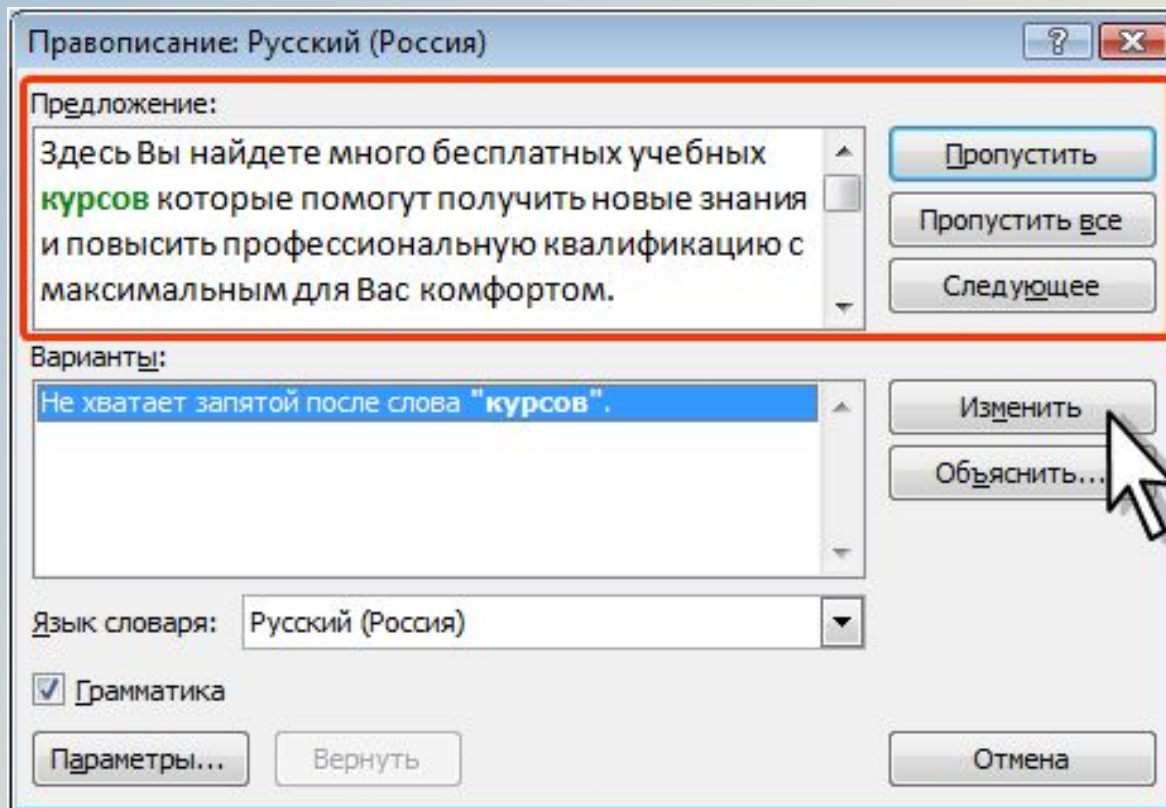 Правописание: Русский (Россия)
Предложение:
Здесь Вы найдете много бесплатных учебных
курсов которые помогут получить новые знания
и повысить профессиональную квалификацию с
максимальным для Вас комфортом.
Пропустить
Пропустить все
Следующее
Варианты:
Не хватает запятой после слова "курсов".
Изменить
Объяснить...
Язык словаря: Русский (Россия)
Грамматика
Параметры...
Вернуть
Отмена